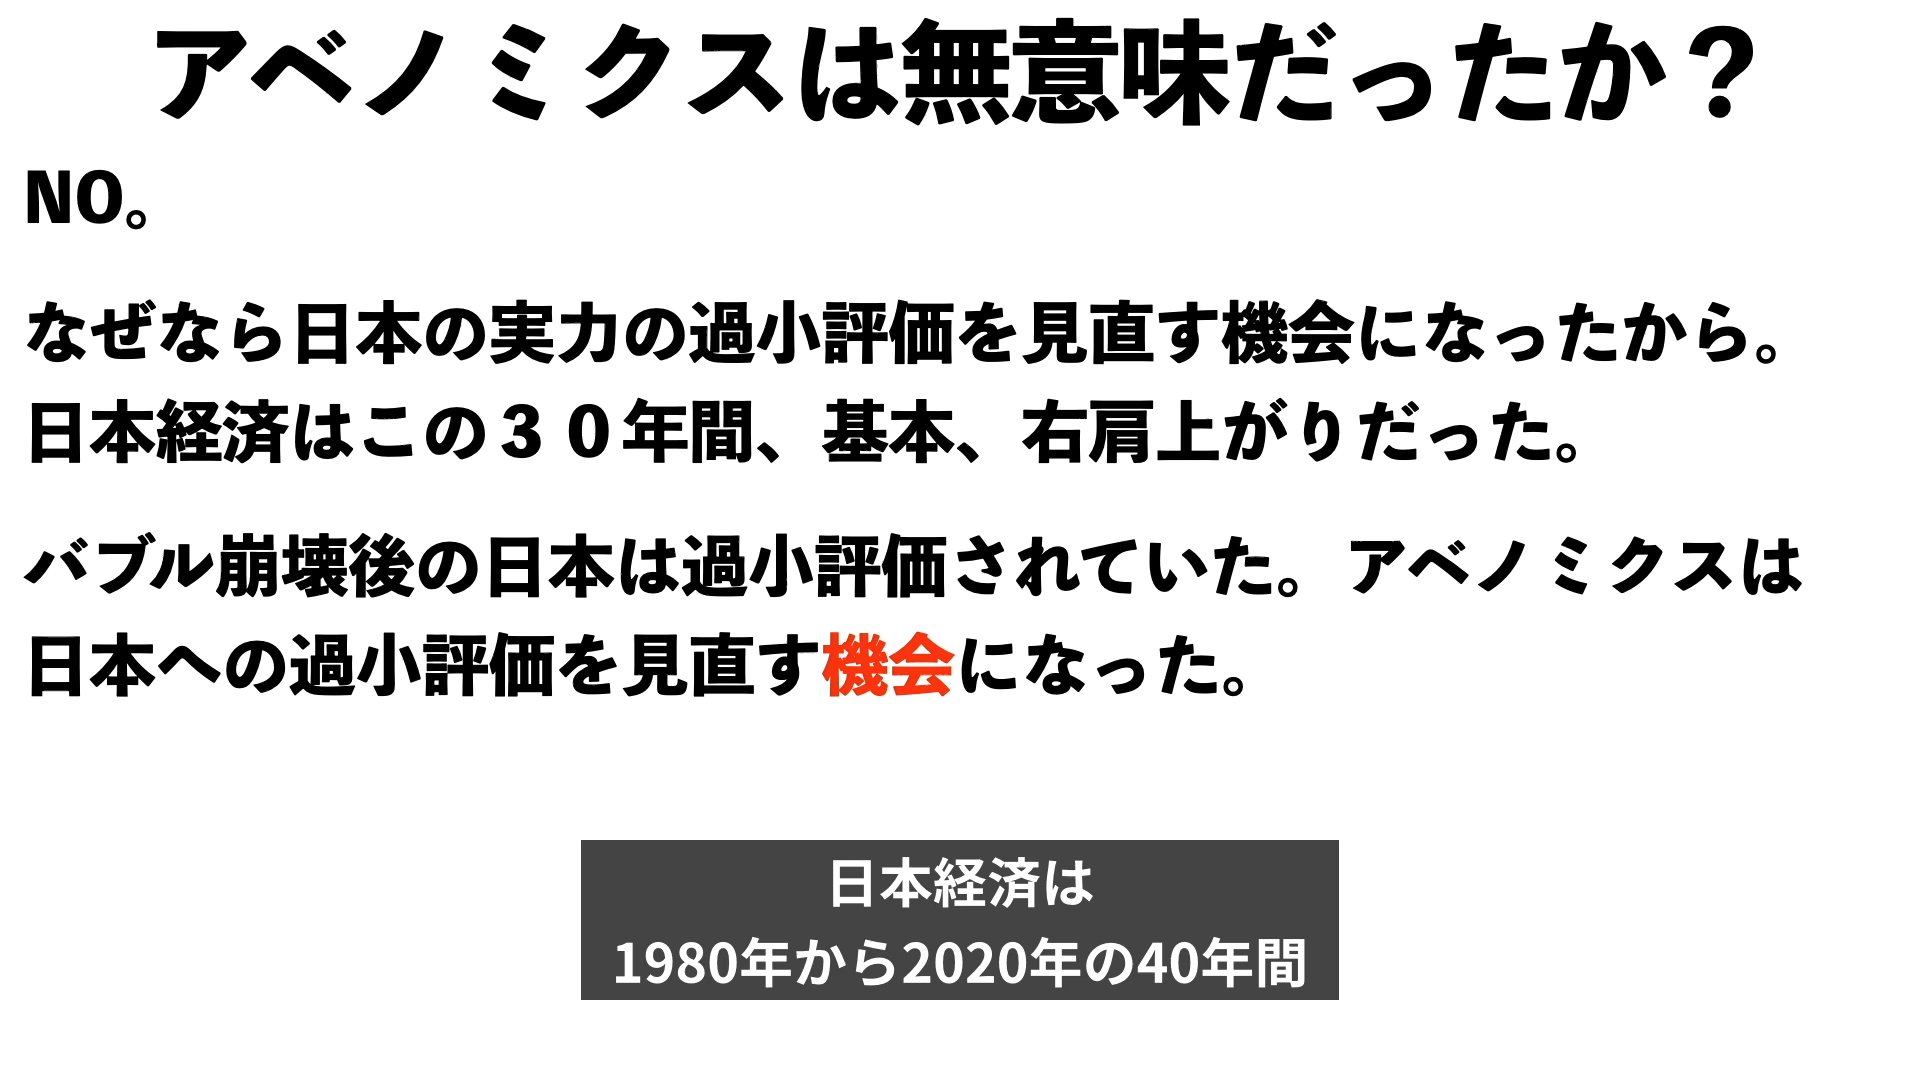 アベノミクスは無意味だったか？
NO。
なぜなら日本の実力の過小評価を見直す機会になったから。
日本経済はこの３０年間、基本、右肩上がりだった。
バブル崩壊後の日本は過小評価されていた。アベノミクスは
日本への過小評価を見直す機会になった。
日本経済は
1980年から2020年の40年間